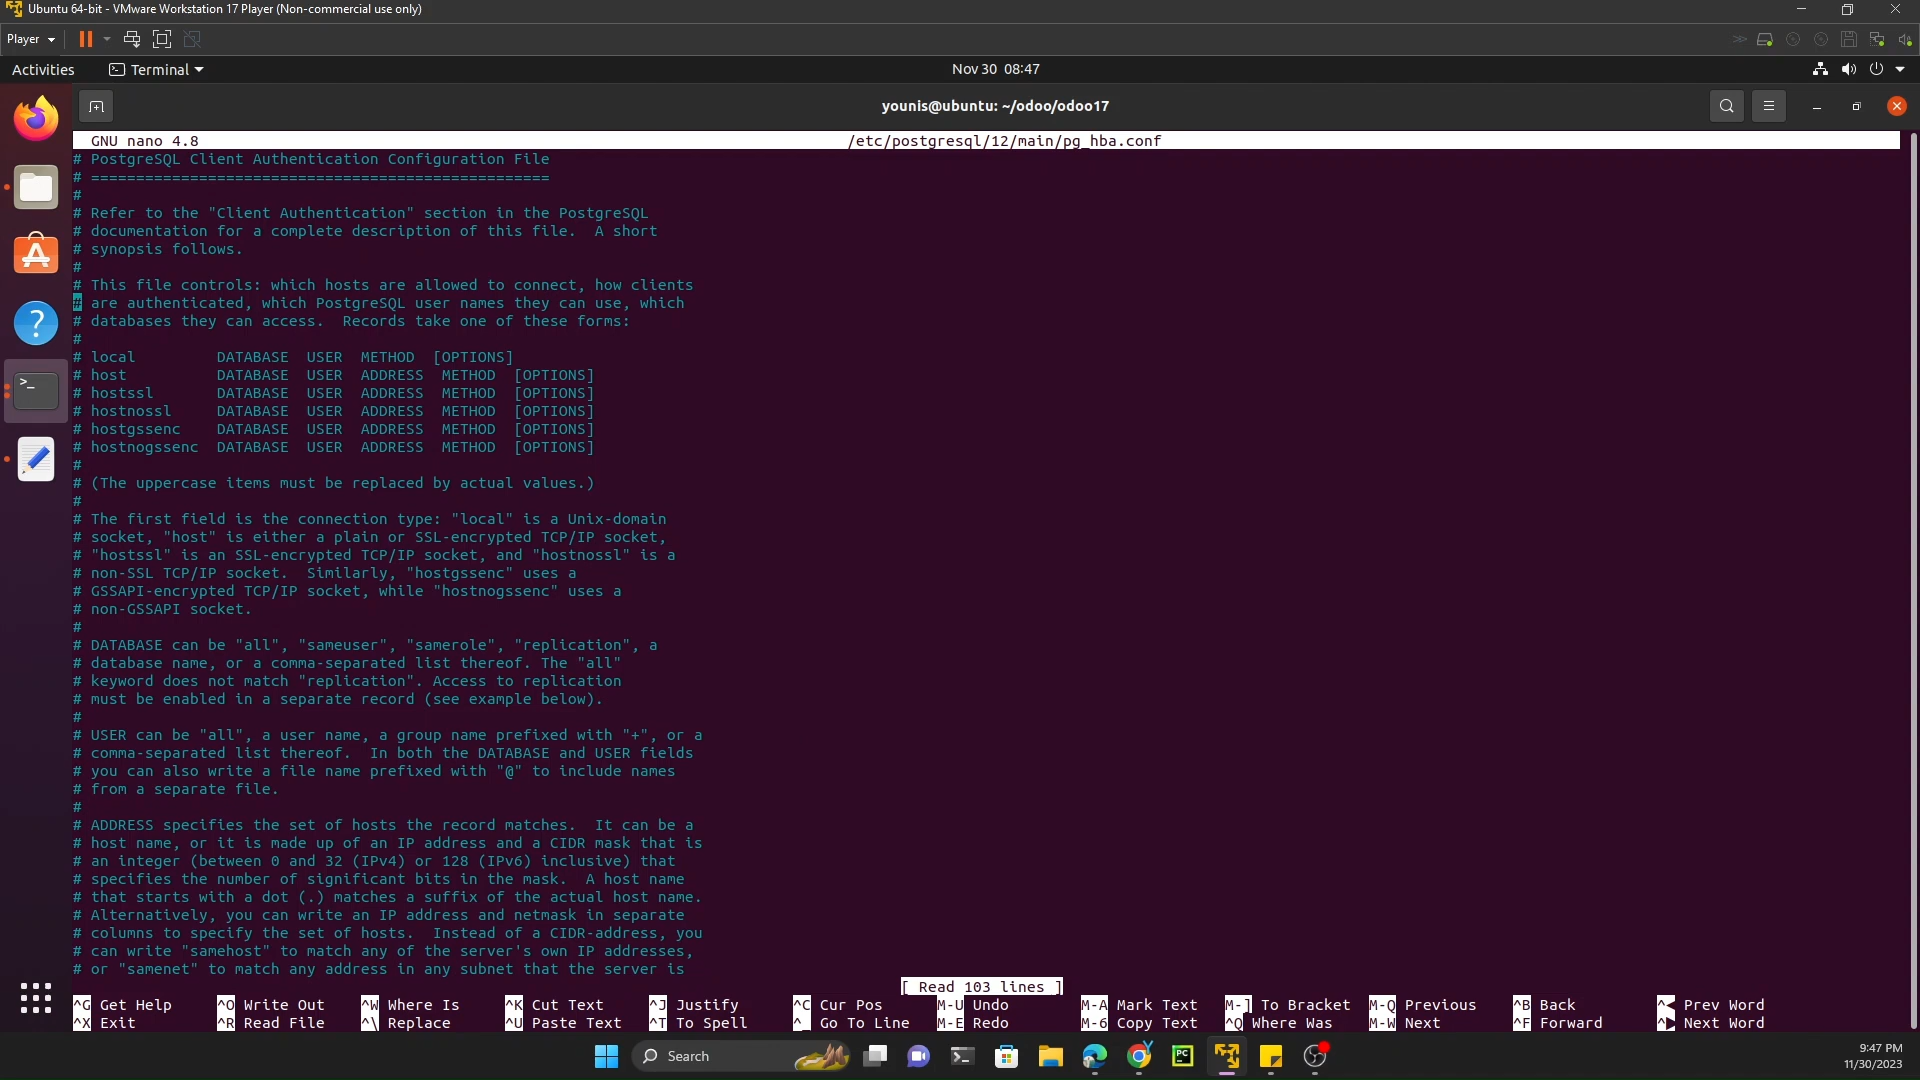 Ubuntu 64-bit - VMware Workstation 17 Player (Non-commercial use only)
Player
Activities
Terminal
Nov 30 08:47
younis@ubuntu: ~/odoo/odoo17
GNU nano 4.8 /etc/postgresql/12/main/pg_hba.conf
# PostgreSQL Client Authentication Configuration File
# ===================================================
#
# Refer to the "Client Authentication" section in the PostgreSQL
# documentation for a complete description of this file.  A short
# synopsis follows.
#
# This file controls: which hosts are allowed to connect, how clients
# are authenticated, which PostgreSQL user names they can use, which
# databases they can access.  Records take one of these forms:
#
# local         DATABASE  USER  METHOD  [OPTIONS]
# host          DATABASE  USER  ADDRESS  METHOD  [OPTIONS]
# hostssl       DATABASE  USER  ADDRESS  METHOD  [OPTIONS]
# hostnossl     DATABASE  USER  ADDRESS  METHOD  [OPTIONS]
# hostgssenc    DATABASE  USER  ADDRESS  METHOD  [OPTIONS]
# hostnogssenc  DATABASE  USER  ADDRESS  METHOD  [OPTIONS]
#
# (The uppercase items must be replaced by actual values.)
#
# The first field is the connection type: "local" is a Unix-domain
# socket, "host" is either a plain or SSL-encrypted TCP/IP socket,
# "hostssl" is an SSL-encrypted TCP/IP socket, and "hostnossl" is a
# non-SSL TCP/IP socket.  Similarly, "hostgssenc" uses a
# GSSAPI-encrypted TCP/IP socket, while "hostnogssenc" uses a
# non-GSSAPI socket.
#
# DATABASE can be "all", "sameuser", "samerole", "replication", a
# database name, or a comma-separated list thereof. The "all"
# keyword does not match "replication". Access to replication
# must be enabled in a separate record (see example below).
#
# USER can be "all", a user name, a group name prefixed with "+", or a
# comma-separated list thereof.  In both the DATABASE and USER fields
# you can also write a file name prefixed with "@" to include names
# from a separate file.
#
# ADDRESS specifies the set of hosts the record matches.  It can be a
# host name, or it is made up of an IP address and a CIDR mask that is
# an integer (between 0 and 32 (IPv4) or 128 (IPv6) inclusive) that
# specifies the number of significant bits in the mask.  A host name
# that starts with a dot (.) matches a suffix of the actual host name.
# Alternatively, you can write an IP address and netmask in separate
# columns to specify the set of hosts.  Instead of a CIDR-address, you
# can write "samehost" to match any of the server's own IP addresses,
# or "samenet" to match any address in any subnet that the server is
[ Read 103 lines ]
^G Get Help ^O Write Out ^W Where Is ^K Cut Text ^J Justify ^C Cur Pos M-U Undo M-A Mark Text M-] To Bracket M-Q Previous ^B Back ^◀ Prev Word
^X Exit ^R Read File ^\ Replace ^U Paste Text ^T To Spell ^_ Go To Line M-E Redo M-6 Copy Text ^Q Where Was M-W Next ^F Forward ^▶ Next Word
Search
9:47 PM
11/30/2023